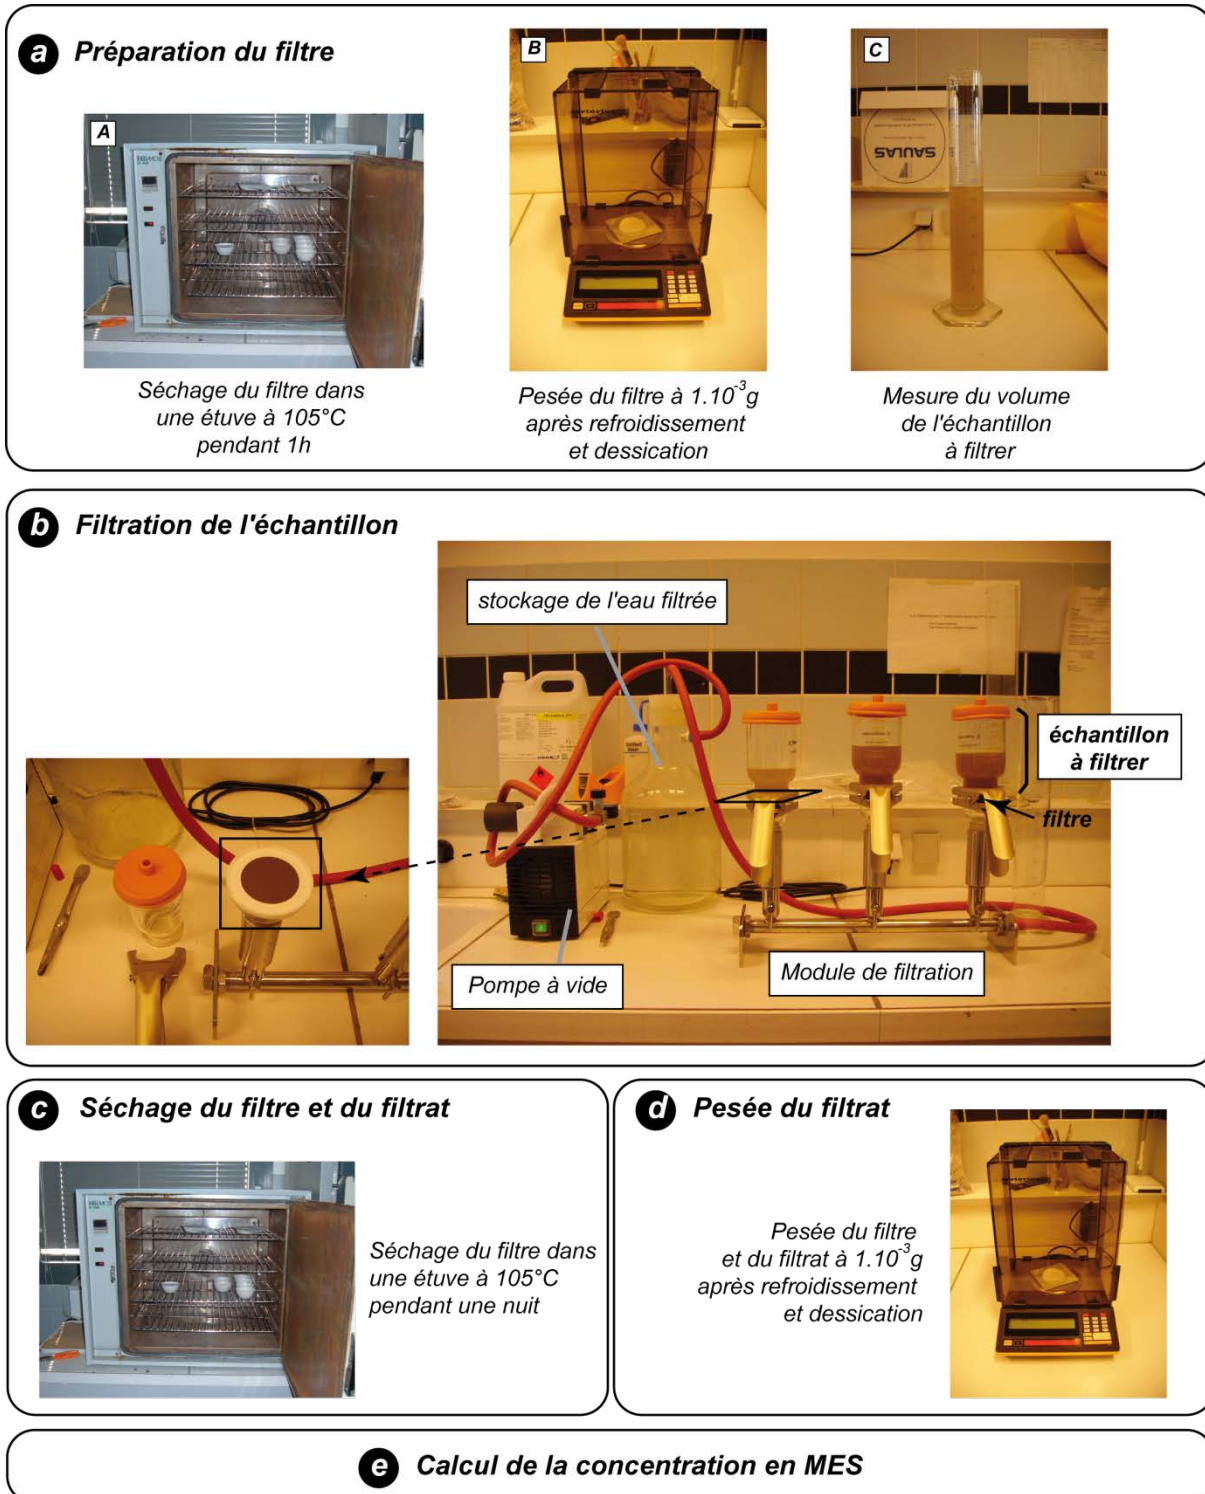 a Préparation du filtre
A
B
C
SAULAS
Séchage du filtre dans
une étuve à 105°C
pendant 1h
Pesée du filtre à 1.10-3g
après refroidissement
et dessication
Mesure du volume
de l'échantillon
à filtrer
b Filtration de l'échantillon
stockage de l'eau filtrée
échantillon
à filtrer
filtre
Pompe à vide
Module de filtration
c Séchage du filtre et du filtrat
Séchage du filtre dans
une étuve à 105°C
pendant une nuit
d Pesée du filtrat
Pesée du filtre
et du filtrat à 1.10-3g
après refroidissement
et dessication
e Calcul de la concentration en MES